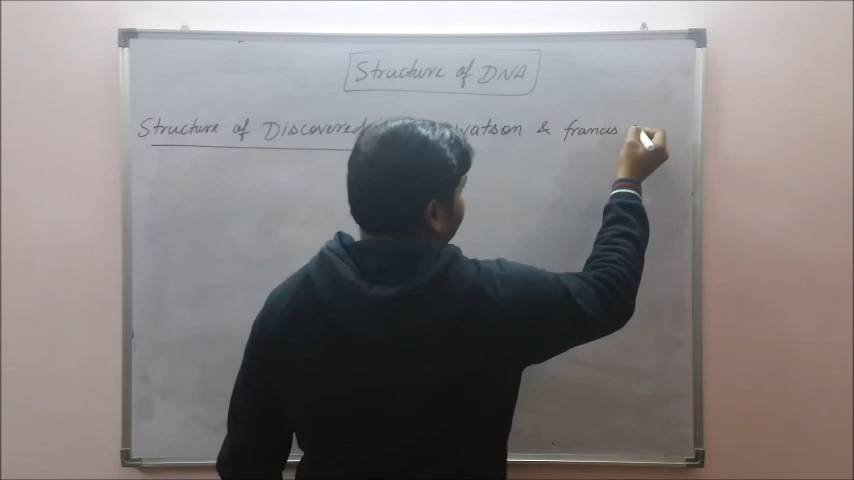 Structure of DNA
Structure of Discovered watson & francis